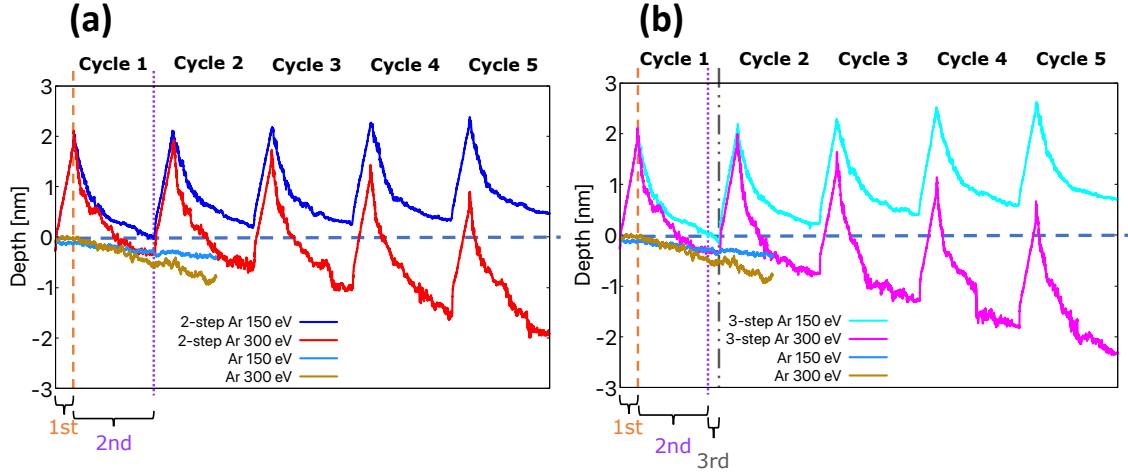 (a)
Cycle 1 Cycle 2 Cycle 3 Cycle 4 Cycle 5
Depth [nm]
3
2
1
0
-1
-2
-3
2-step Ar 150 eV
2-step Ar 300 eV
Ar 150 eV
Ar 300 eV
1st
2nd
(b)
Cycle 1 Cycle 2 Cycle 3 Cycle 4 Cycle 5
Depth [nm]
3
2
1
0
-1
-2
-3
3-step Ar 150 eV
3-step Ar 300 eV
Ar 150 eV
Ar 300 eV
1st
2nd
3rd